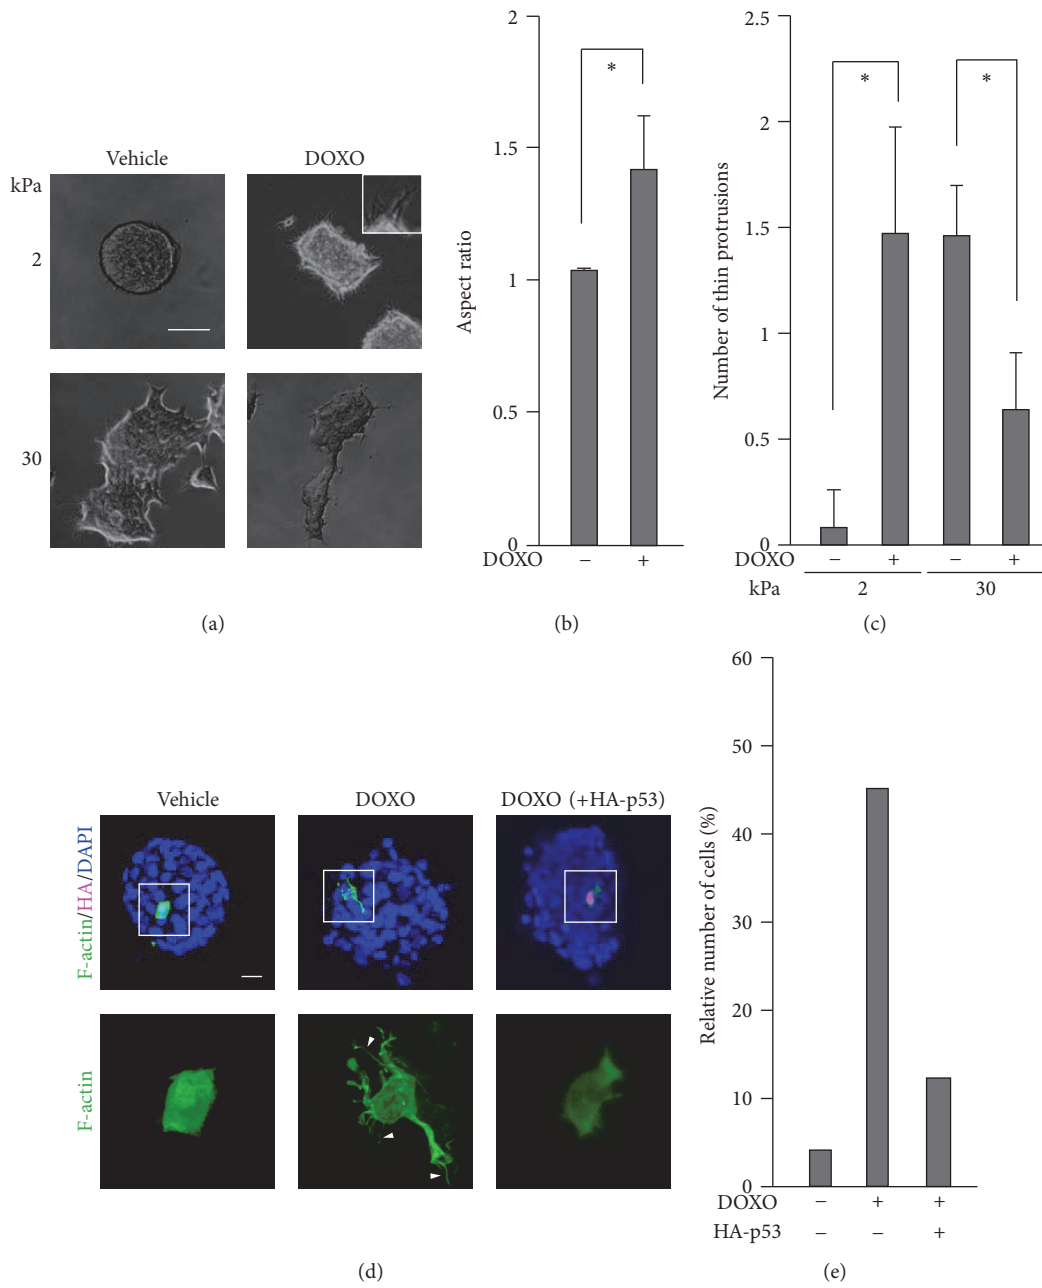 Vehicle DOXO
kPa
2
30
(a)
2
1.5
1
0.5
0
Aspect ratio
*
DOXO − +
(b)
2.5
2
1.5
1
0.5
0
Number of thin protrusions
* *
DOXO − + − +
kPa 2 30
(c)
Vehicle DOXO DOXO (+HA-p53)
F-actin/HA/DAPI
F-actin
(d)
60
50
40
30
20
10
0
Relative number of cells (%)
DOXO − + +
HA-p53 − − +
(e)